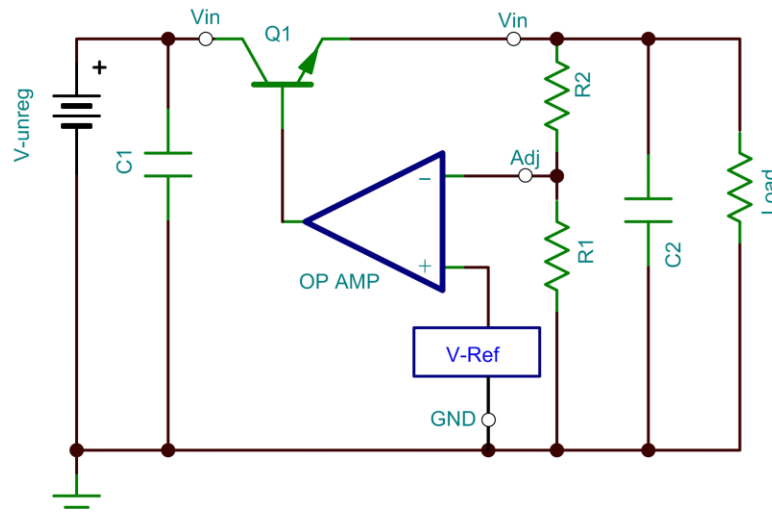 Vin
Q1
Vin
+
V-unreg
C1
R2
Adj
−
+
OP AMP
R1
C2
Load
V-Ref
GND